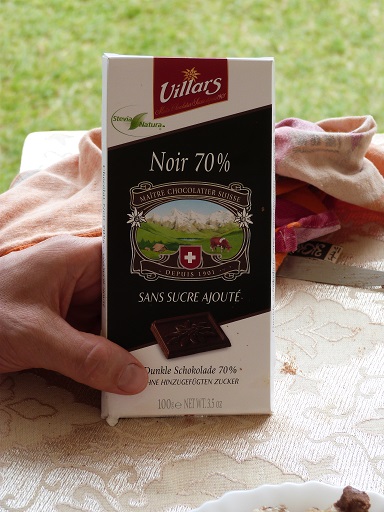 Villars
Stevia Natura
Noir 70%
MAÎTRE CHOCOLATIER SUISSE
DEPUIS 1901
SANS SUCRE AJOUTÉ
Dunkle Schokolade 70%
OHNE HINZUGEFÜGTEN ZUCKER
100g e NET WT. 3.5 oz